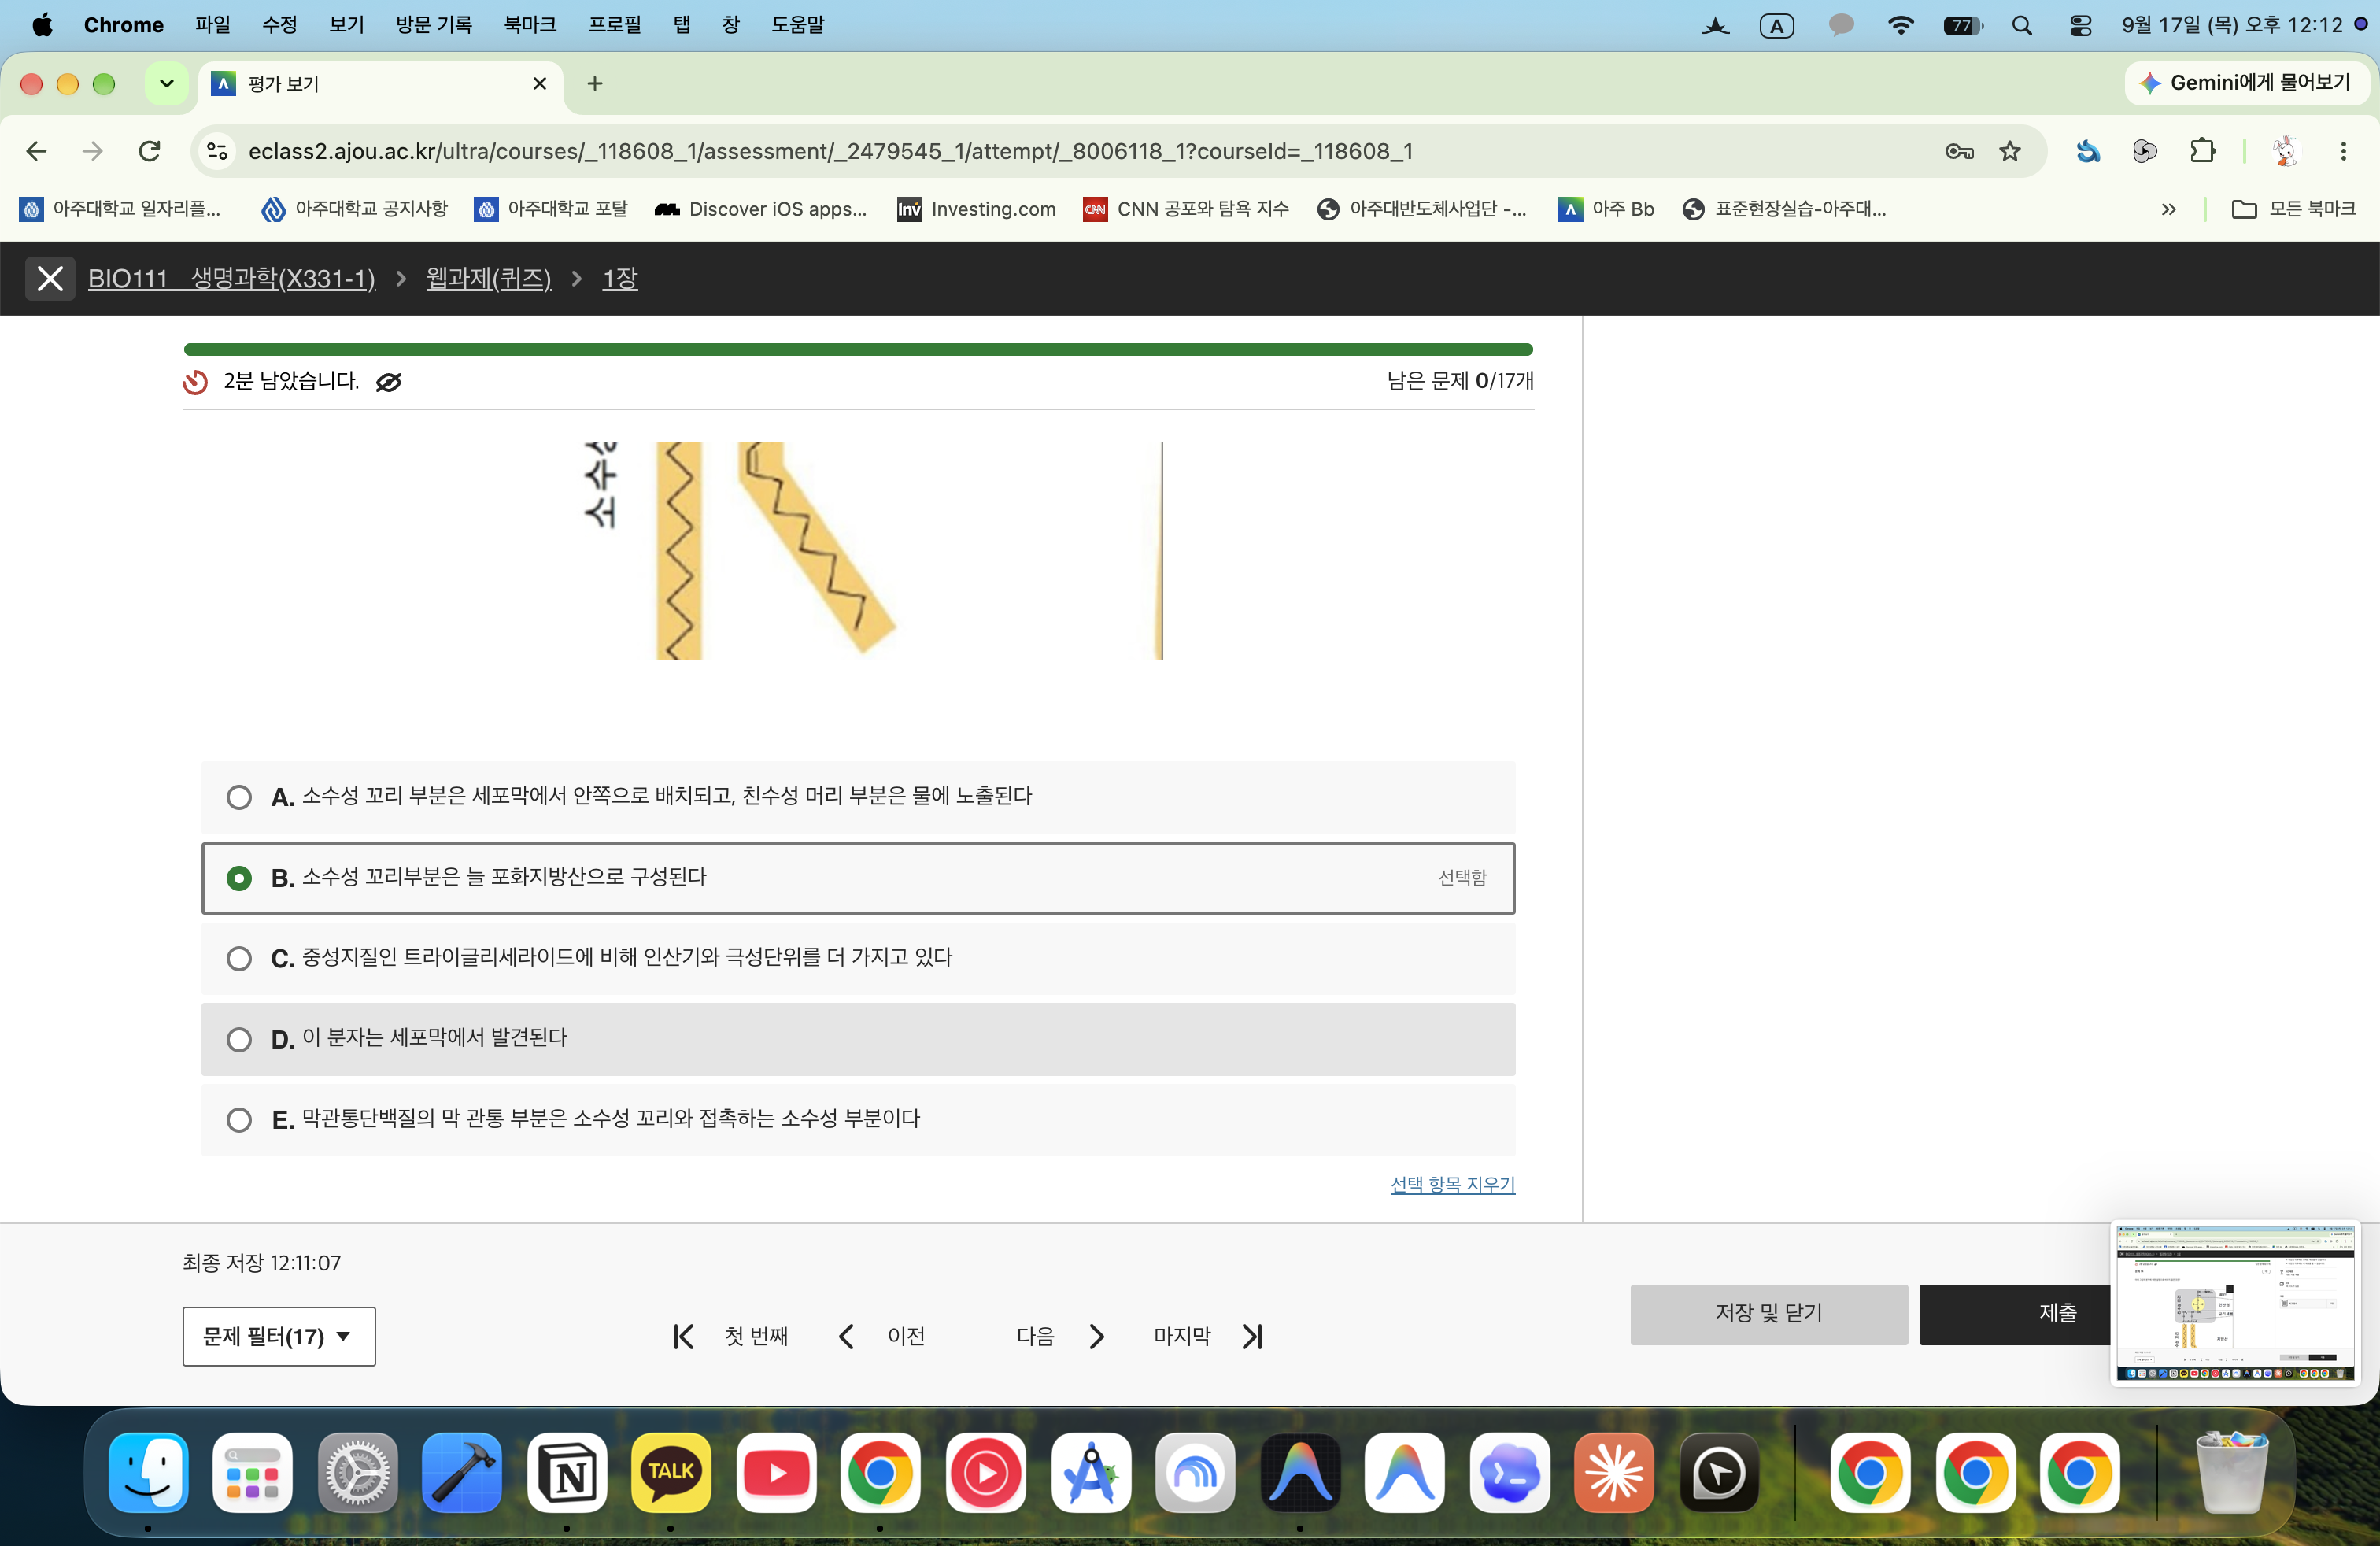 Chrome 파일 수정 보기 방문 기록 북마크 프로필 탭 창 도움말
A 77 9월 17일 (목) 오후 12:12
평가 보기
Gemini에게 물어보기
eclass2.ajou.ac.kr/ultra/courses/_118608_1/assessment/_2479545_1/attempt/_8006118_1?courseId=_118608_1
아주대학교 일자리플... 아주대학교 공지사항 아주대학교 포탈 Discover iOS apps... Inv Investing.com CNN CNN 공포와 탐욕 지수 아주대반도체사업단 -... 아주 Bb 표준현장실습-아주대... 모든 북마크
BIO111 생명과학(X331-1) 웹과제(퀴즈) 1장
2분 남았습니다.
남은 문제 0/17개
소수성
A. 소수성 꼬리 부분은 세포막에서 안쪽으로 배치되고, 친수성 머리 부분은 물에 노출된다
B. 소수성 꼬리부분은 늘 포화지방산으로 구성된다
선택함
C. 중성지질인 트라이글리세라이드에 비해 인산기와 극성단위를 더 가지고 있다
D. 이 분자는 세포막에서 발견된다
E. 막관통단백질의 막 관통 부분은 소수성 꼬리와 접촉하는 소수성 부분이다
선택 항목 지우기
최종 저장 12:11:07
문제 필터(17)
첫 번째 이전 다음 마지막
저장 및 닫기
제출
TALK